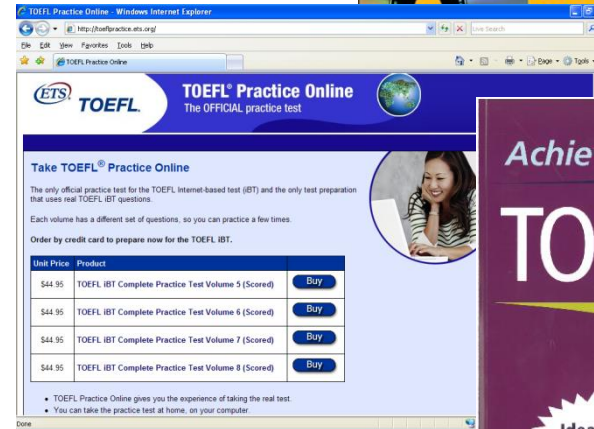 TOEFL Practice Online - Windows Internet Explorer
http://toeflpractice.ets.org/
Live Search
File Edit View Favorites Tools Help
TOEFL Practice Online
Page Tools
ETS TOEFL.
TOEFL® Practice Online
The OFFICIAL practice test
Take TOEFL® Practice Online
The only official practice test for the TOEFL Internet-based test (iBT) and the only test preparation
that uses real TOEFL iBT questions.
Each volume has a different set of questions, so you can practice a few times.
Order by credit card to prepare now for the TOEFL iBT.
Unit Price Product
$44.95 TOEFL iBT Complete Practice Test Volume 5 (Scored) Buy
$44.95 TOEFL iBT Complete Practice Test Volume 6 (Scored) Buy
$44.95 TOEFL iBT Complete Practice Test Volume 7 (Scored) Buy
$44.95 TOEFL iBT Complete Practice Test Volume 8 (Scored) Buy
• TOEFL Practice Online gives you the experience of taking the real test.
• You can take the practice test at home, on your computer.
Done
Achie
TO